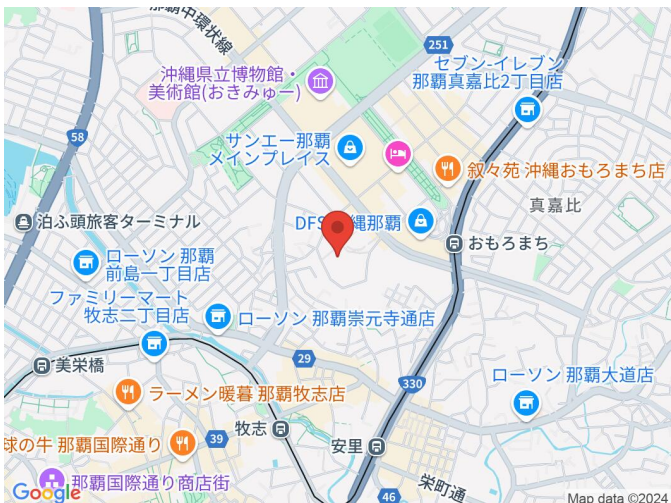 那覇中環状線
251
沖縄県立博物館・
美術館(おきみゅー)
セブン-イレブン
那覇真嘉比2丁目店
58
サンエー那覇
メインプレイス
叙々苑 沖縄おもろまち店
真嘉比
泊ふ頭旅客ターミナル
DFS
縄那覇
おもろまち
ローソン 那覇
前島一丁目店
ファミリーマート
牧志二丁目店
ローソン 那覇崇元寺通店
29
美栄橋
330
ローソン 那覇大道店
ラーメン暖暮 那覇牧志店
牧志
39
球の牛 那覇国際通り
安里
栄町通
那覇国際通り商店街
46
Google
Map data ©2024